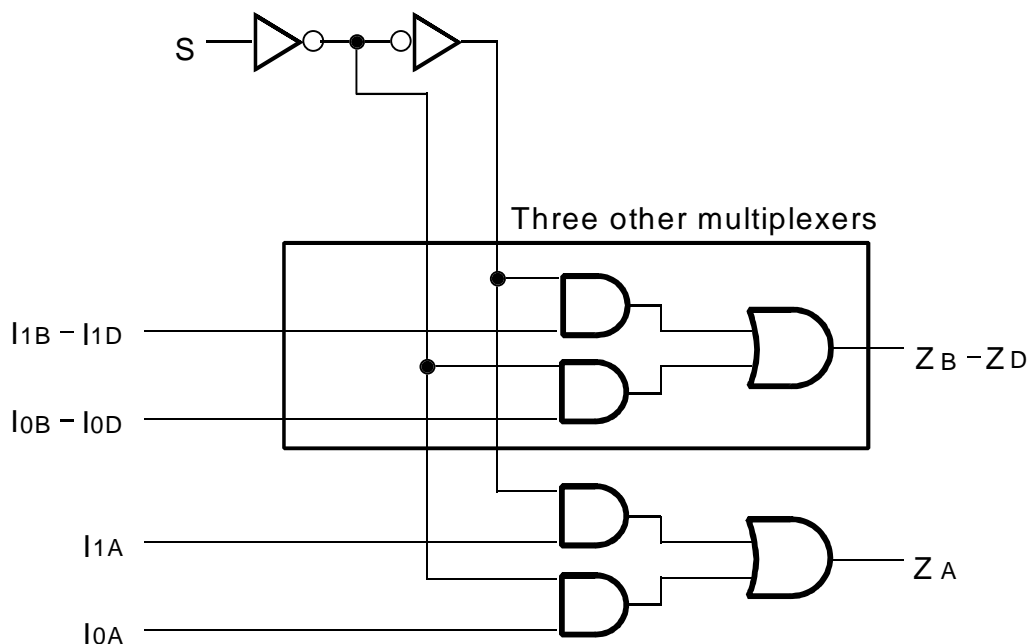 S
Three other multiplexers
I1B – I1D
ZB –ZD
I0B – I0D
I1A
ZA
I0A